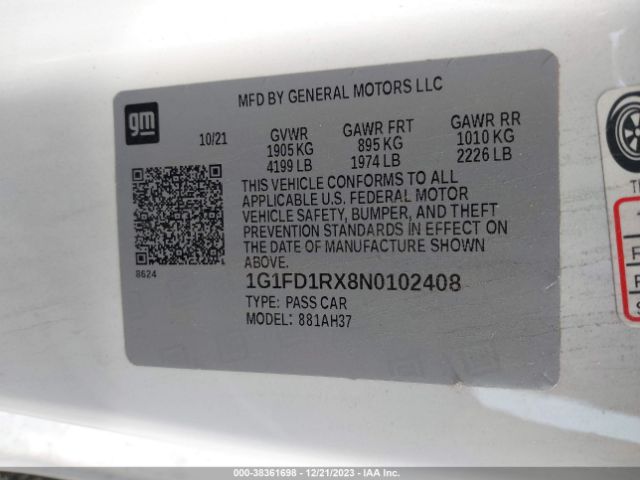 MFD BY GENERAL MOTORS LLC
gm
10/21
GVWR GAWR FRT GAWR RR
1905 KG 895 KG 1010 KG
4199 LB 1974 LB 2226 LB
THIS VEHICLE CONFORMS TO ALL
APPLICABLE U.S. FEDERAL MOTOR
VEHICLE SAFETY, BUMPER, AND THEFT
PREVENTION STANDARDS IN EFFECT ON
THE DATE OF MANUFACTURE SHOWN
ABOVE.
8624
1G1FD1RX8N0102408
TYPE: PASS CAR
MODEL: 881AH37
000-38361698 - 12/21/2023 - IAA Inc.